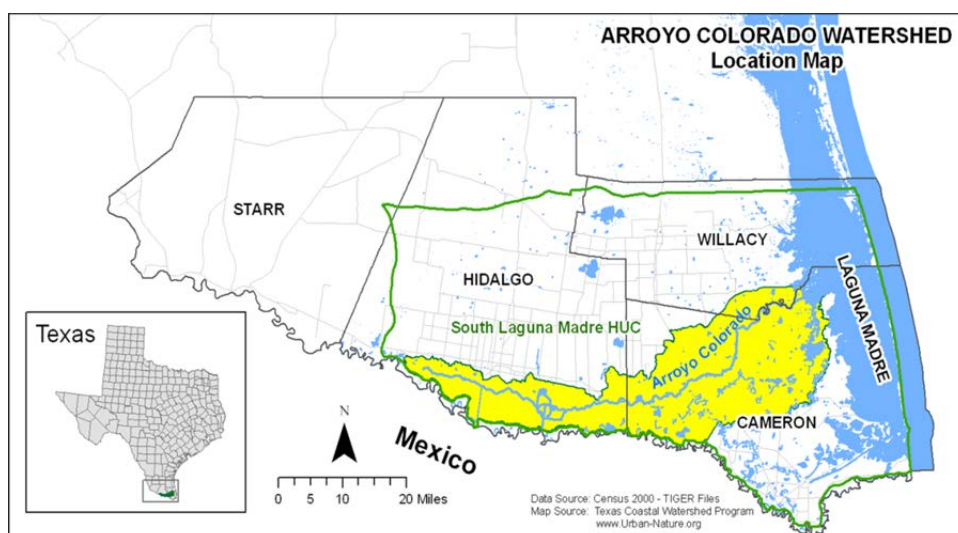 ARROYO COLORADO WATERSHED
Location Map
STARR
WILLACY
HIDALGO
LAGUNA MADRE
South Laguna Madre HUC
Arroyo Colorado
Texas
CAMERON
N
Mexico
0 5 10 20 Miles
Data Source: Census 2000 - TIGER Files
Map Source: Texas Coastal Watershed Program
www.Urban-Nature.org